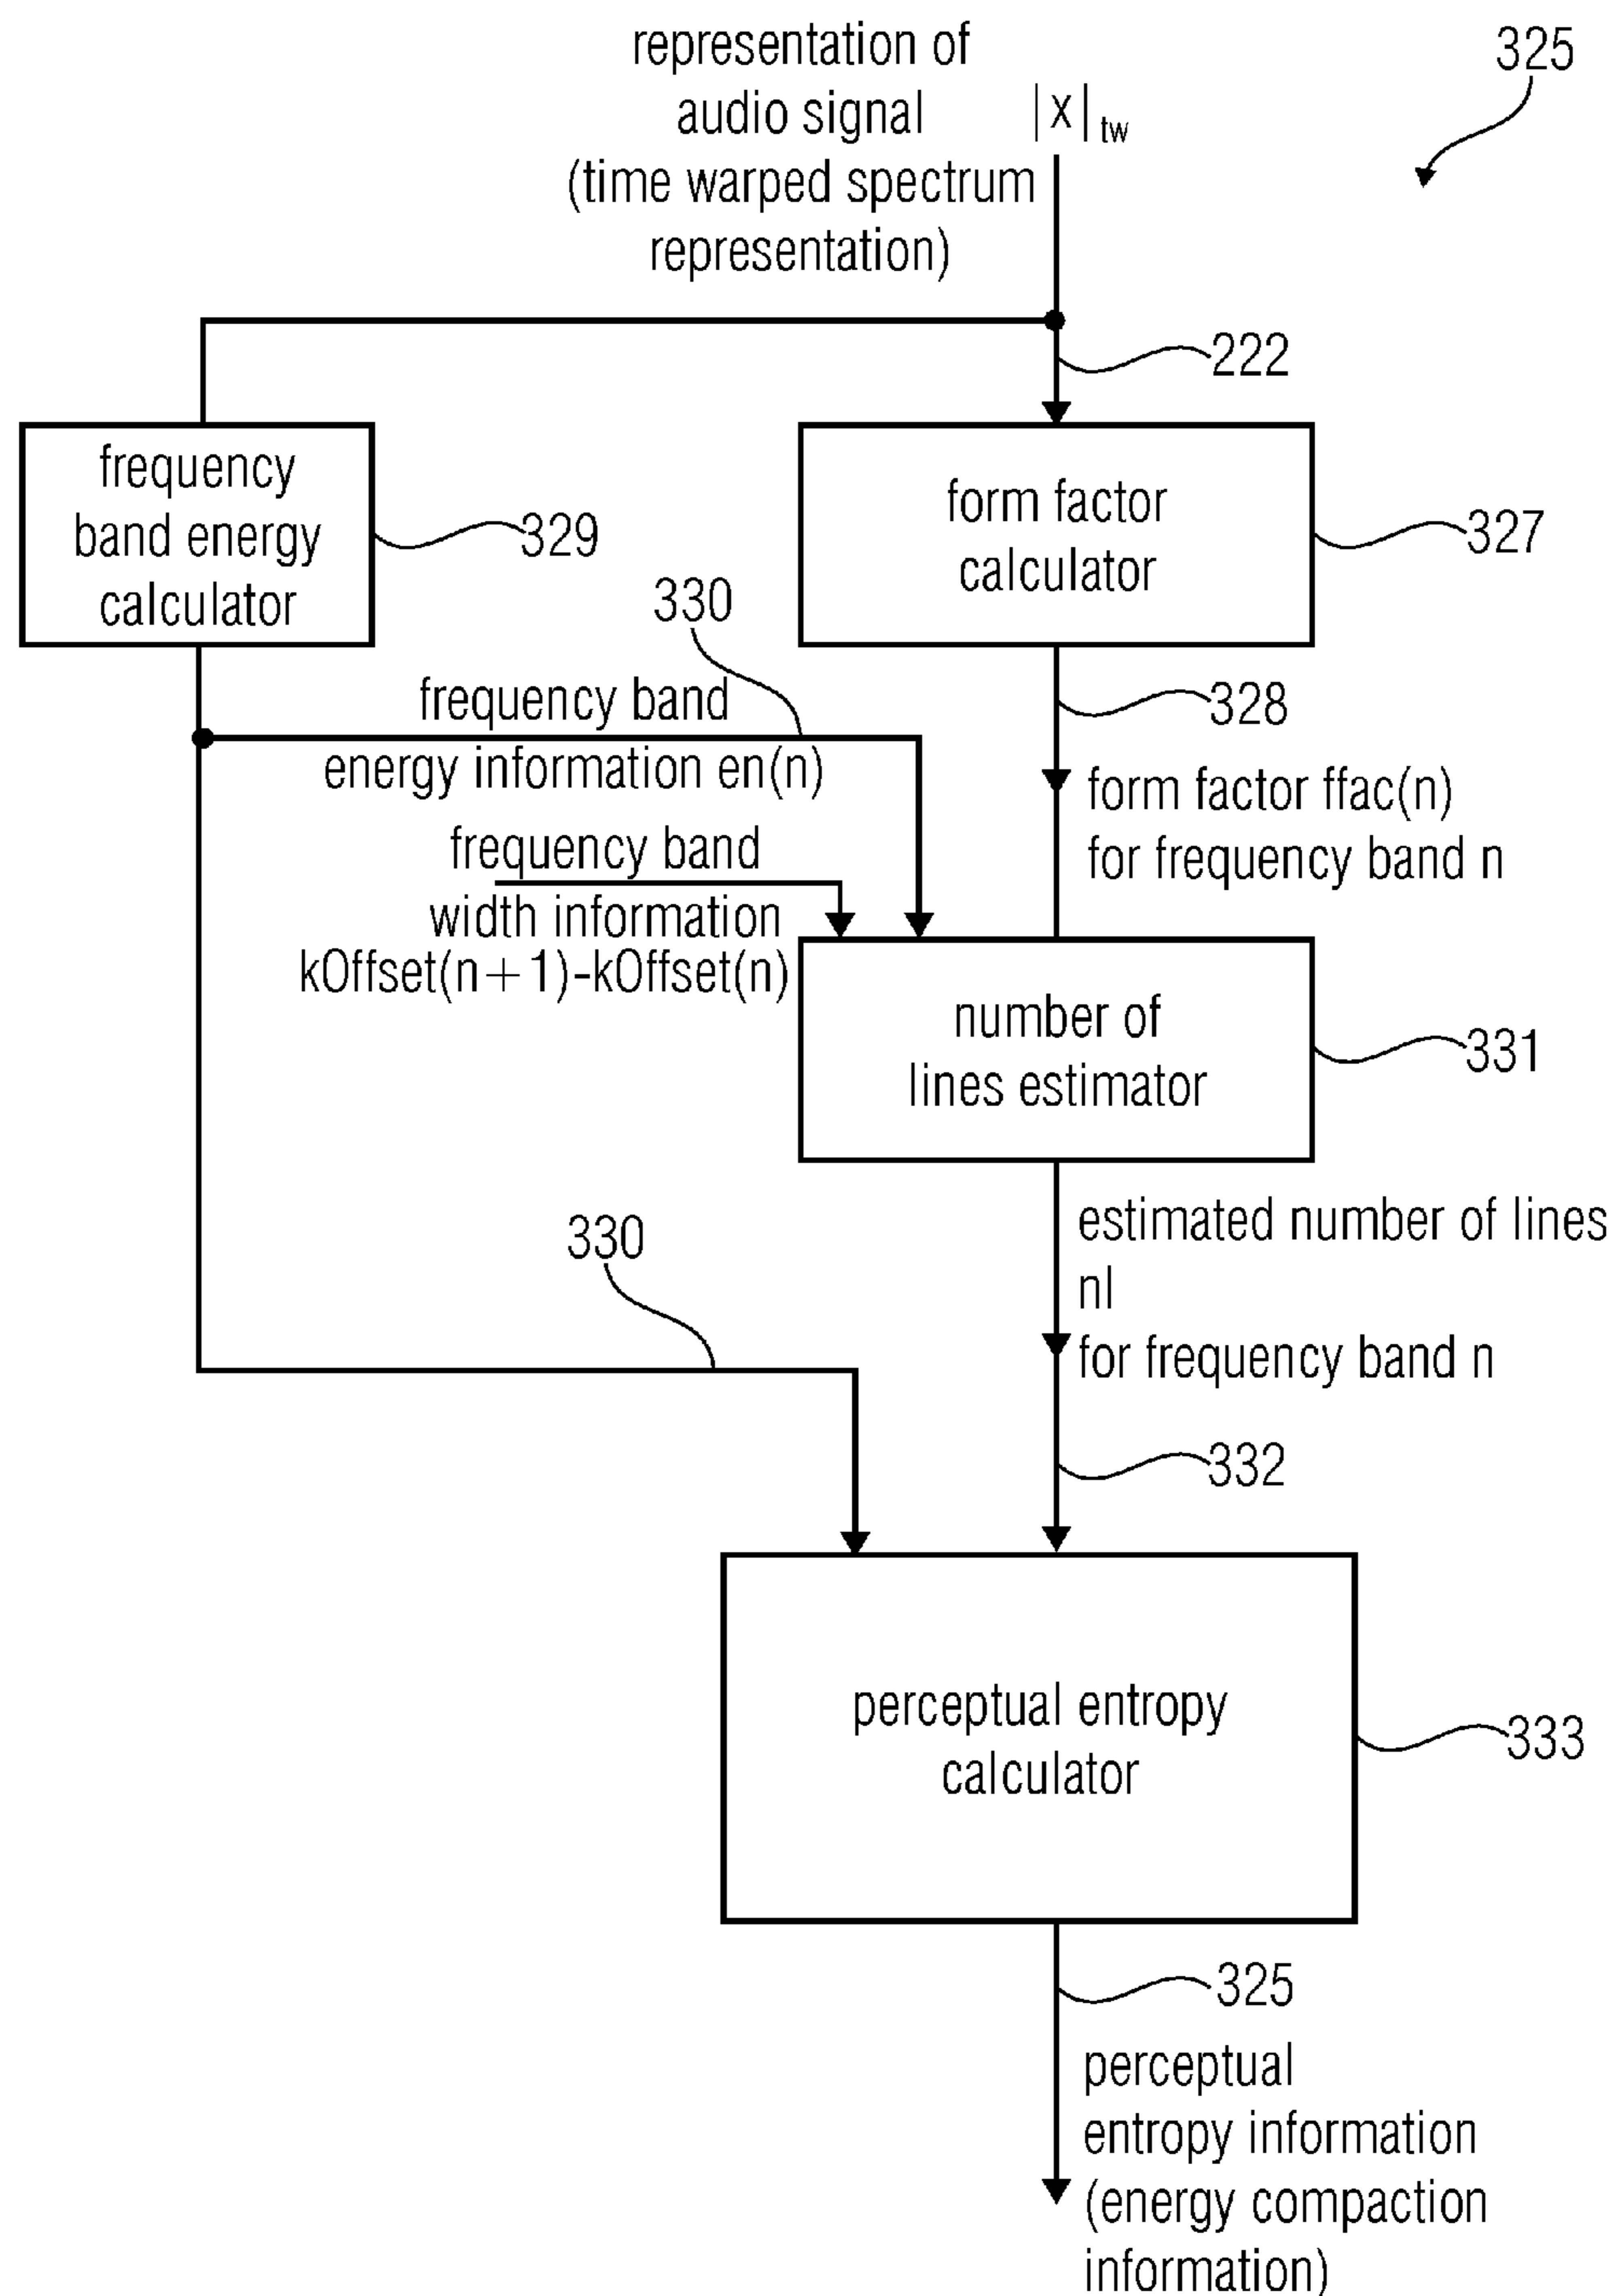 representation of
audio signal
(time warped spectrum
representation)
|x|tw
325
222
frequency
band energy
calculator
329
form factor
calculator
327
330
328
frequency band
energy information en(n)
form factor ffac(n)
for frequency band n
frequency band
width information
kOffset(n+1)-kOffset(n)
number of
lines estimator
331
estimated number of lines
nl
for frequency band n
330
332
perceptual entropy
calculator
333
325
perceptual
entropy information
(energy compaction
information)